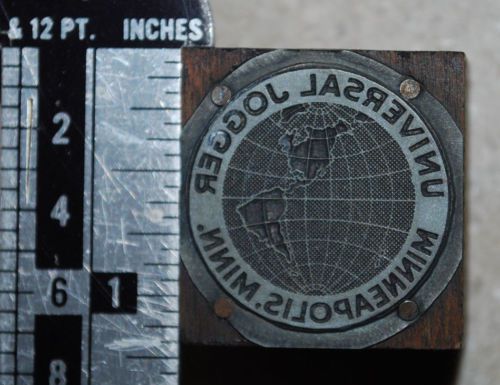 & 12 PT. INCHES
2
4
6 1
8
UNIVERSAL JOGGER
MINNEAPOLIS. MINN.